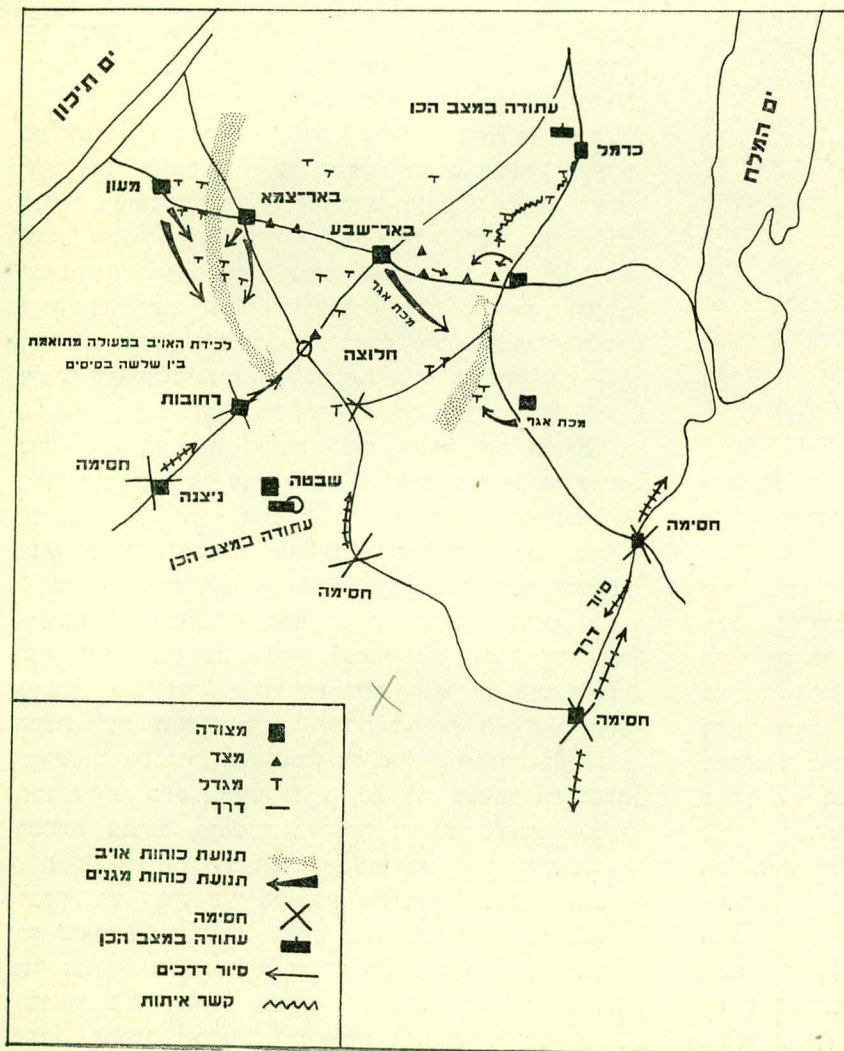 ים תיכון
ים המלח
עתודה במצב הכן
כרמל
מעון
באר-צמא
באר-שבע
מכת אגף
לכידת האויב בפעולה מתואמת
בין שלשה בסיסים
חלוצה
רחובות
מכת אגף
חסימה
ניצנה
שבטה
עתודה במצב הכן
חסימה
חסימה
סיור
דרך
חסימה
מצודה
מצד
מגדל
דרך
תנועת כוחות אויב
תנועת כוחות מגנים
חסימה
עתודה במצב הכן
סיור דרכים
קשר איתות